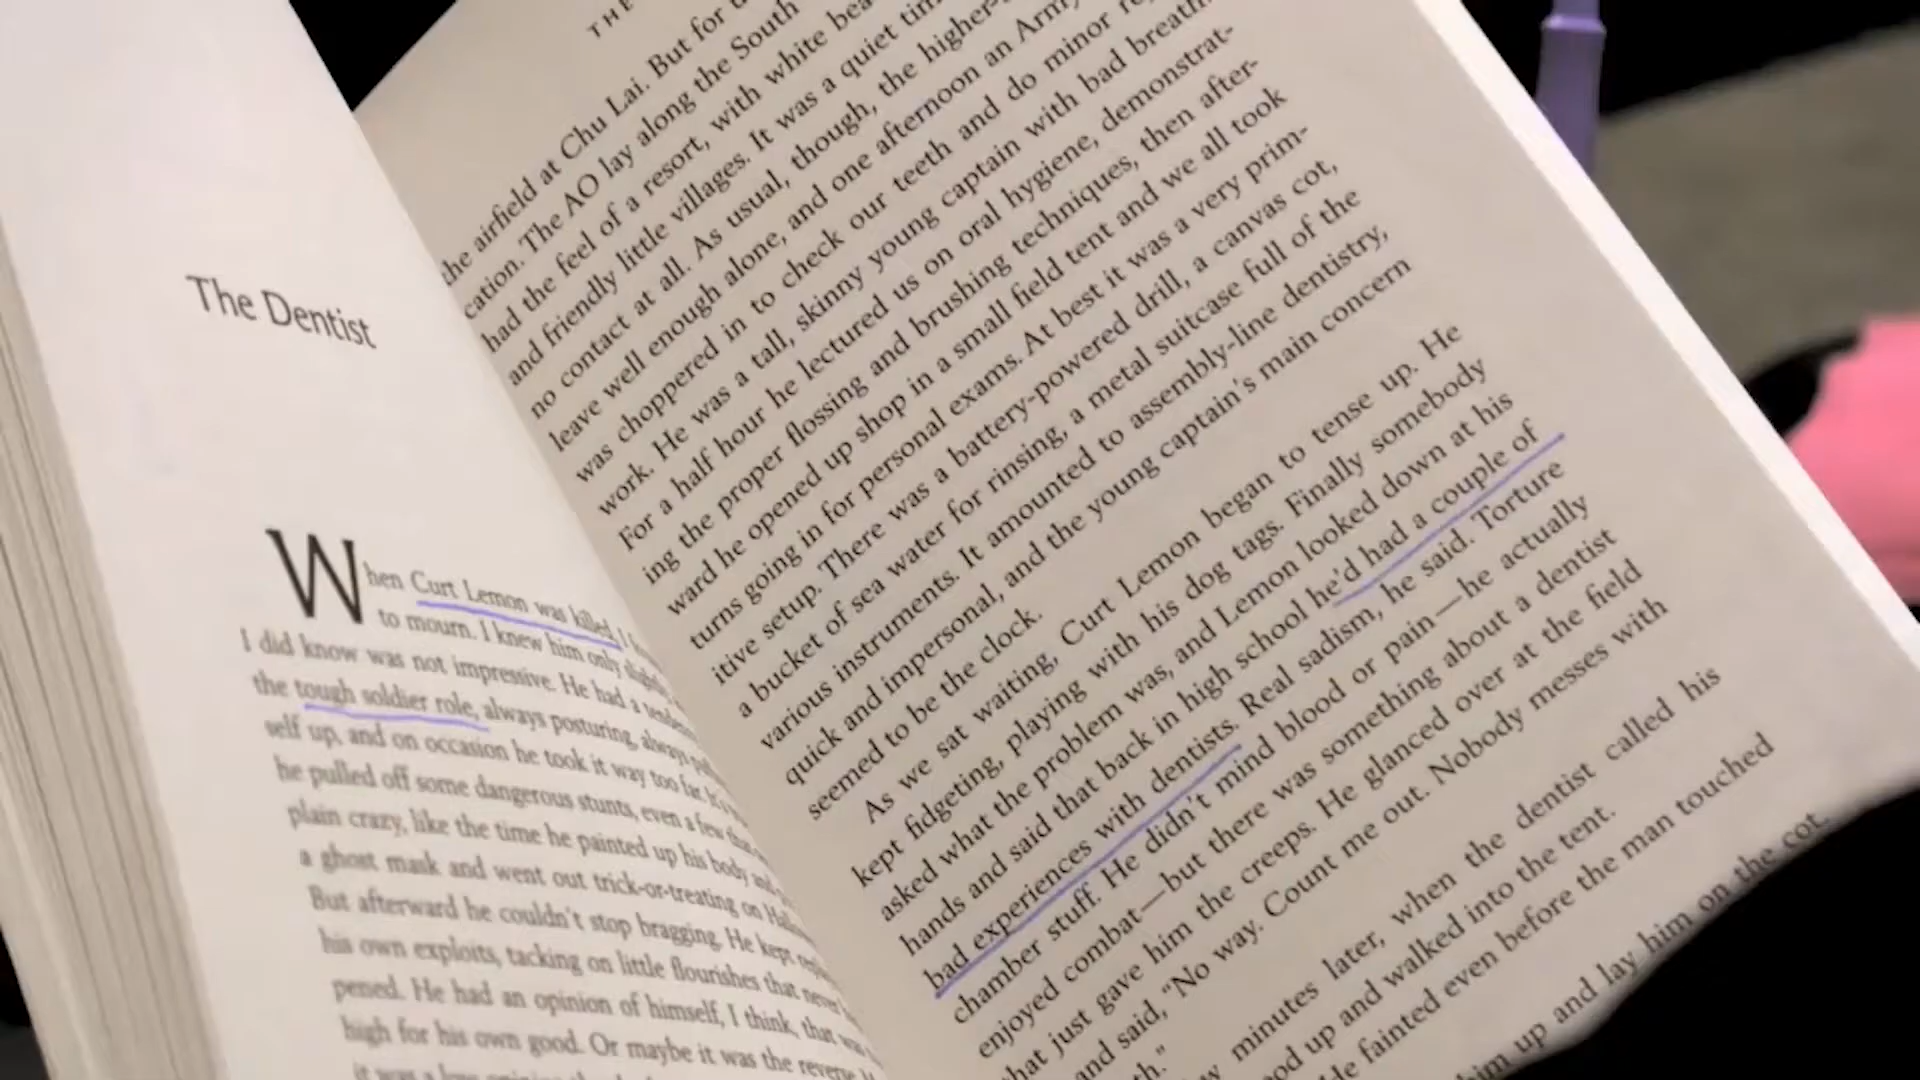 The Dentist
When Curt Lemon was killed, I
to mourn. I knew him only slightly,
I did know was not impressive. He had a
the tough soldier role, always posturing, always
self up, and on occasion he took it way too far.
he pulled off some dangerous stunts, even a few that
plain crazy, like the time he painted up his body and
a ghost mask and went out trick-or-treating on
But afterward he couldn't stop bragging. He kept
his own exploits, tacking on little flourishes that never
pened. He had an opinion of himself, I think, that was
high for his own good. Or maybe it was the reverse.
it was a low opinion
THE
the airfield at Chu Lai. But for
cation. The AO lay along the South
had the feel of a resort, with white
and friendly little villages. It was a quiet
no contact at all. As usual, though, the higher-
leave well enough alone, and one afternoon an Army
was choppered in to check our teeth and do minor
work. He was a tall, skinny young captain with bad breath.
For a half hour he lectured us on oral hygiene, demonstrat-
ing the proper flossing and brushing techniques, then after-
ward he opened up shop in a small field tent and we all took
turns going in for personal exams. At best it was a very prim-
itive setup. There was a battery-powered drill, a canvas cot,
a bucket of sea water for rinsing, a metal suitcase full of the
various instruments. It amounted to assembly-line dentistry,
quick and impersonal, and the young captain's main concern
seemed to be the clock.
As we sat waiting, Curt Lemon began to tense up. He
kept fidgeting, playing with his dog tags. Finally somebody
asked what the problem was, and Lemon looked down at his
hands and said that back in high school he'd had a couple of
bad experiences with dentists. Real sadism, he said. Torture
chamber stuff. He didn't mind blood or pain—he actually
enjoyed combat—but there was something about a dentist
that just gave him the creeps. He glanced over at the field
and said, "No way. Count me out. Nobody messes with
th."
minutes later, when the dentist called his
ood up and walked into the tent.
He fainted even before the man touched
him up and lay him on the cot.